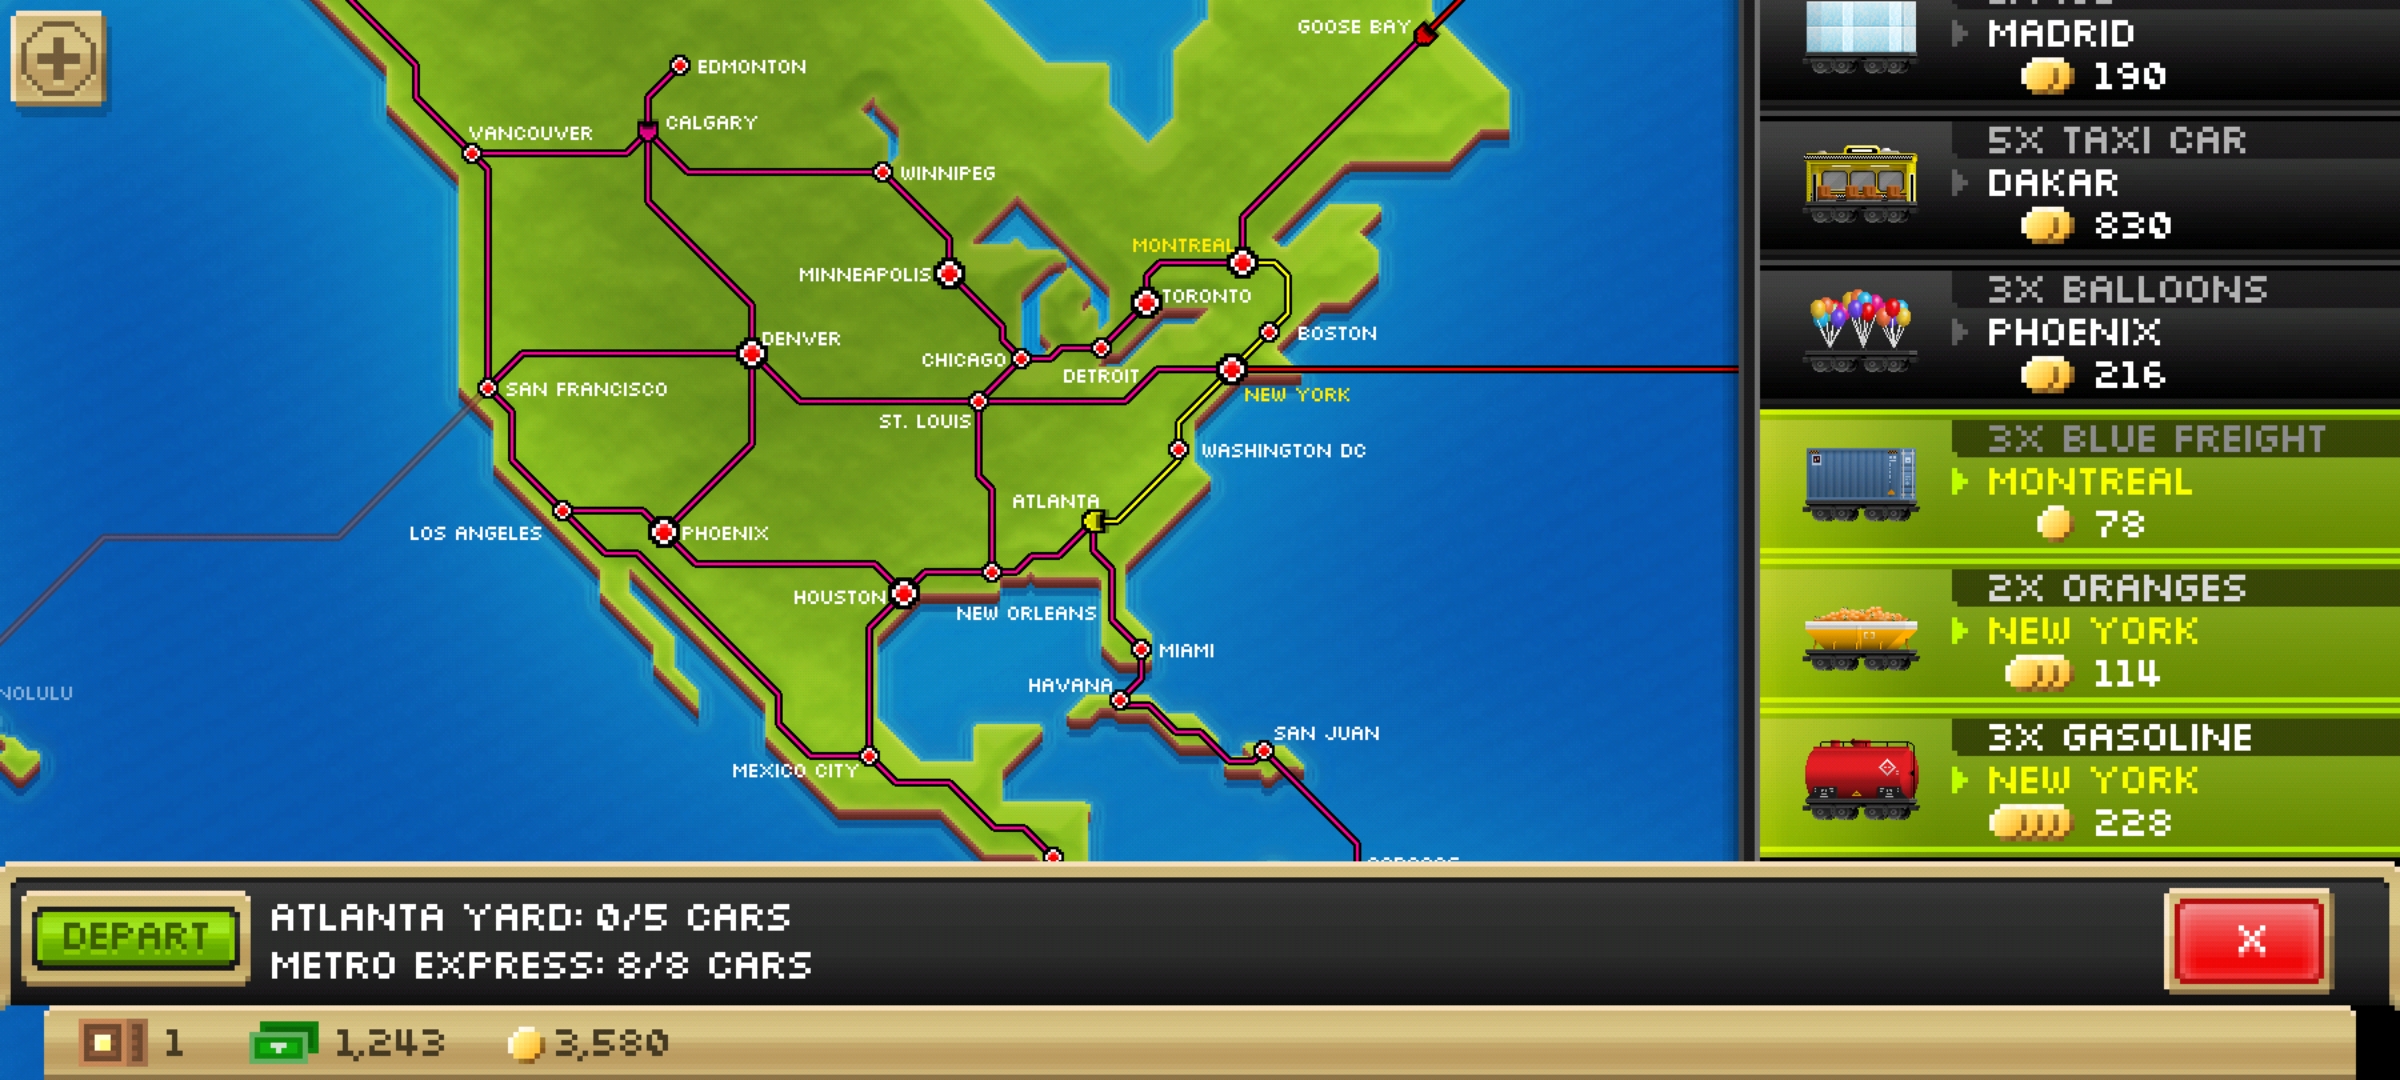 GOOSE BAY
EDMONTON
CALGARY
VANCOUVER
WINNIPEG
MONTREAL
MINNEAPOLIS
TORONTO
BOSTON
DENVER
CHICAGO
DETROIT
SAN FRANCISCO
NEW YORK
ST. LOUIS
WASHINGTON DC
ATLANTA
LOS ANGELES
PHOENIX
HOUSTON
NEW ORLEANS
MIAMI
HAVANA
NOLULU
SAN JUAN
MEXICO CITY
MADRID
190
5X TAXI CAR
DAKAR
830
3X BALLOONS
PHOENIX
216
3X BLUE FREIGHT
MONTREAL
78
2X ORANGES
NEW YORK
114
3X GASOLINE
NEW YORK
228
DEPART
ATLANTA YARD: 0/5 CARS
METRO EXPRESS: 8/8 CARS
X
1
1,243
3,580